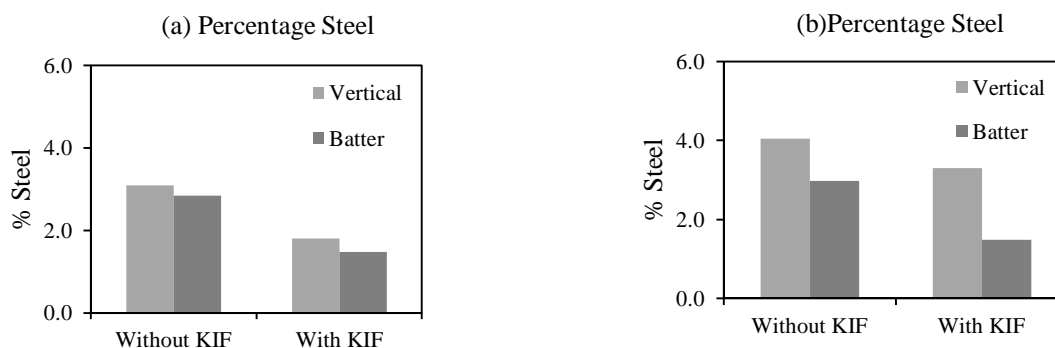 (a) Percentage Steel
6.0
4.0
2.0
0.0
% Steel
Vertical
Batter
Without KIF
With KIF
(b)Percentage Steel
6.0
4.0
2.0
0.0
% Steel
Vertical
Batter
Without KIF
With KIF